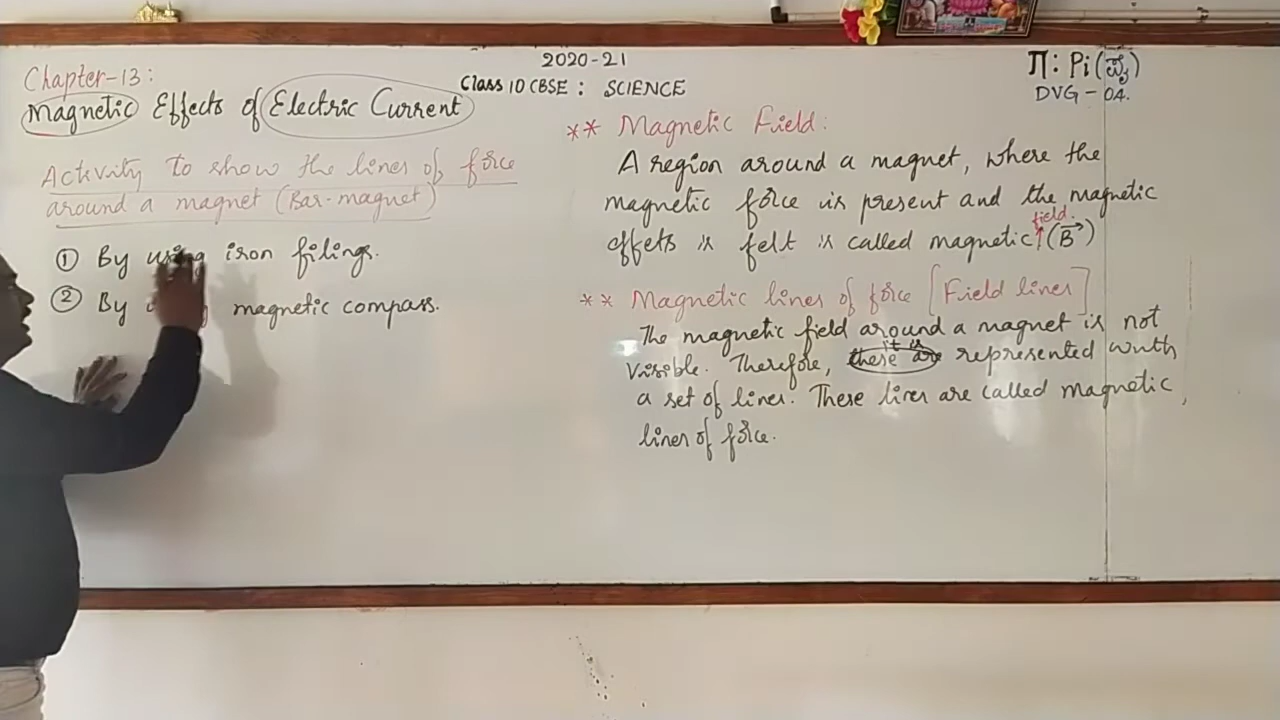 2020-21
Class 10 CBSE : SCIENCE
π: Pi (ಪೈ)
DVG - 04.
Chapter-13:
Magnetic Effects of Electric Current
Activity to show the lines of force
around a magnet (Bar-magnet)
① By using iron filings.
② By magnetic compass.
** Magnetic Field:
A region around a magnet, where the
magnetic force is present and the magnetic
effets is felt is called magnetic field. (B→)
** Magnetic lines of force [Field lines]
The magnetic field around a magnet is not
visible. Therefore, it is represented with
a set of lines. These lines are called magnetic
lines of force.